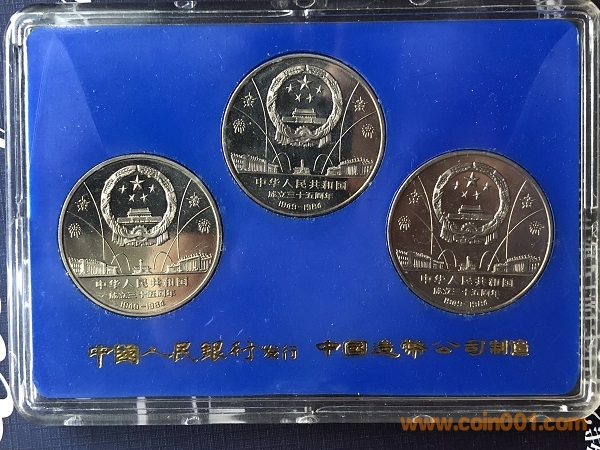 中华人民共和国
成立三十五周年
1949-1984
中华人民共和国
成立三十五周年
1949-1984
中华人民共和国
成立三十五周年
1949-1984
中國人民銀行发行 中国造幣公司制造
www.coin001.com